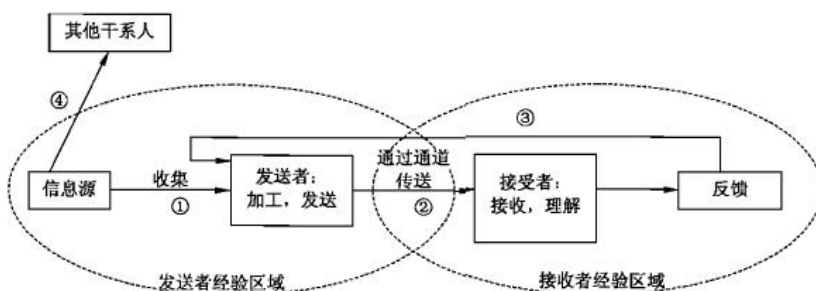 其他干系人
④
③
信息源
收集
①
发送者：
加工，发送
通过通道
传送
②
接受者：
接收，理解
反馈
发送者经验区域
接收者经验区域